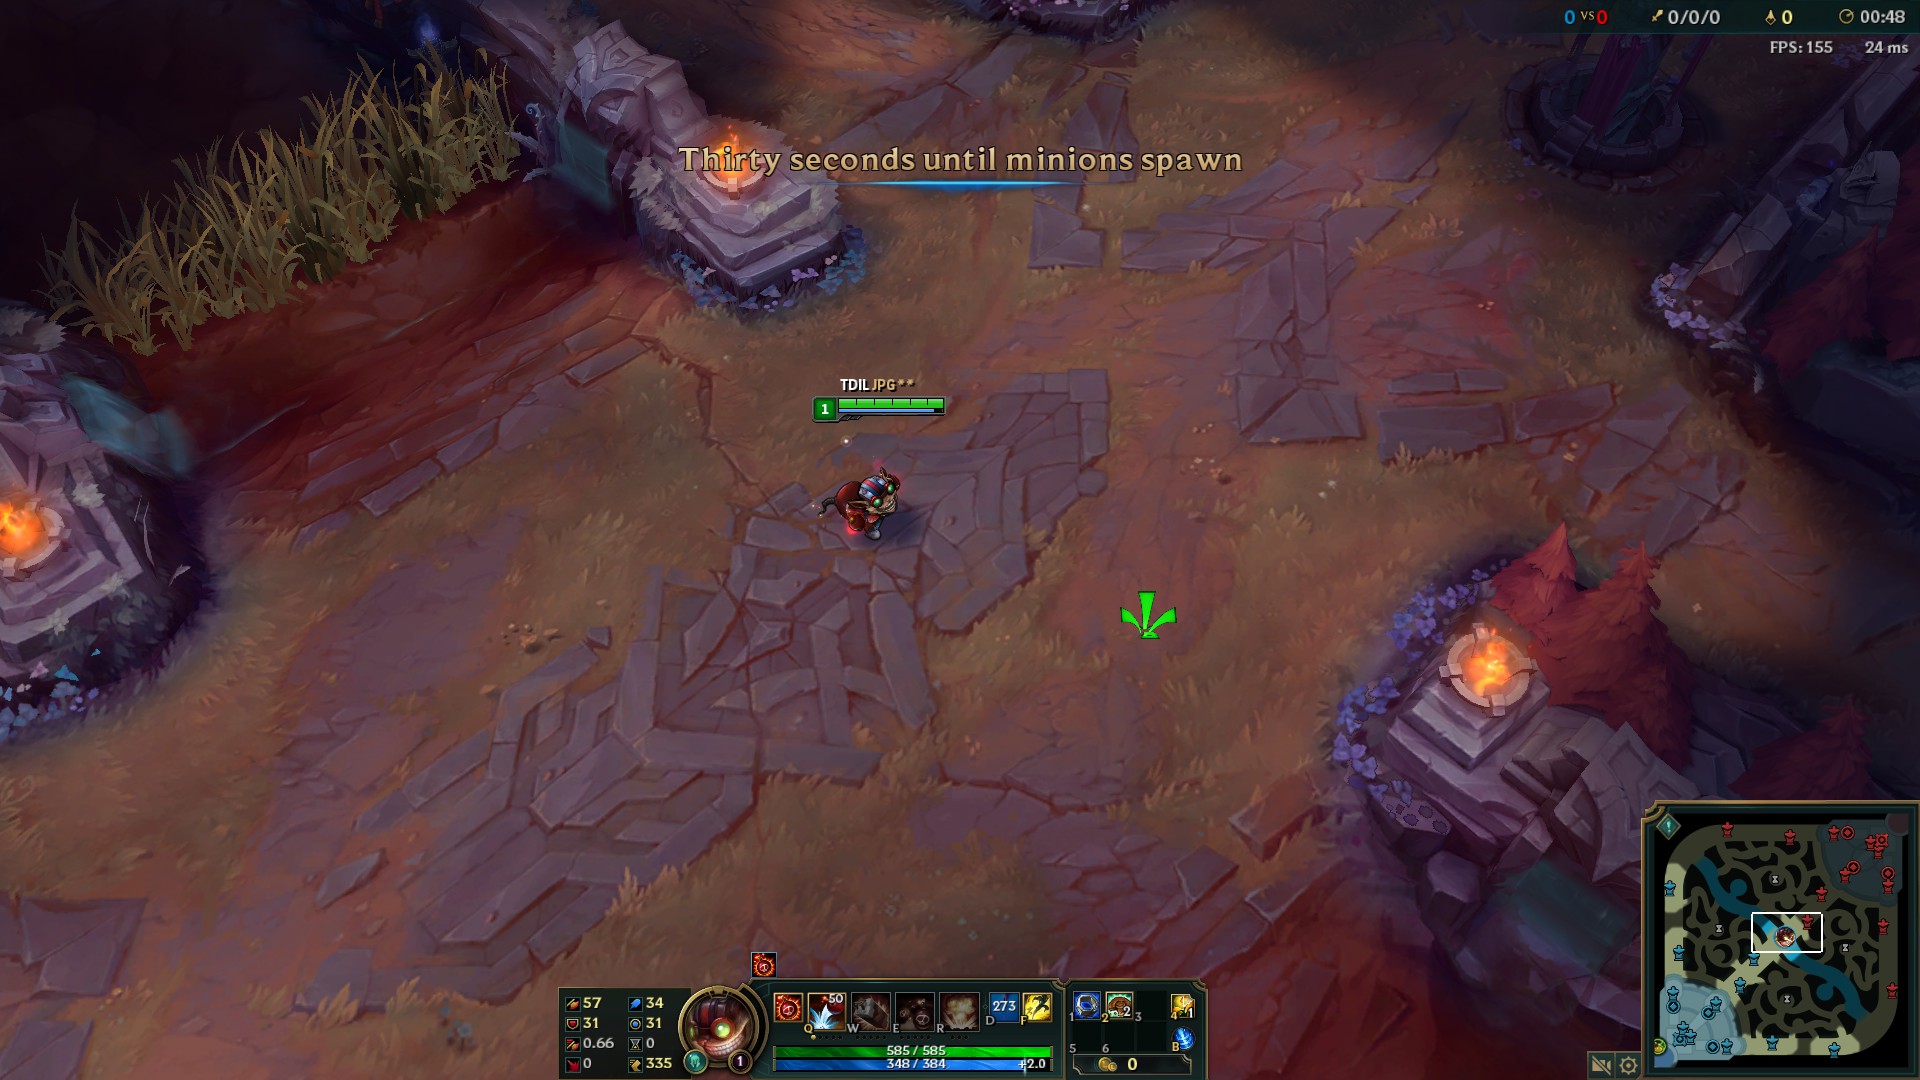 0 VS 0 0/0/0 0 00:48
FPS: 155 24 ms
Thirty seconds until minions spawn
TDIL JPG**
1
57 34
31 31
0.66 0
0 335
1
50
Q W E R D 273 F
585 / 585
348 / 384 +2.0
1 2 2 3 4 1
5 6 B
0